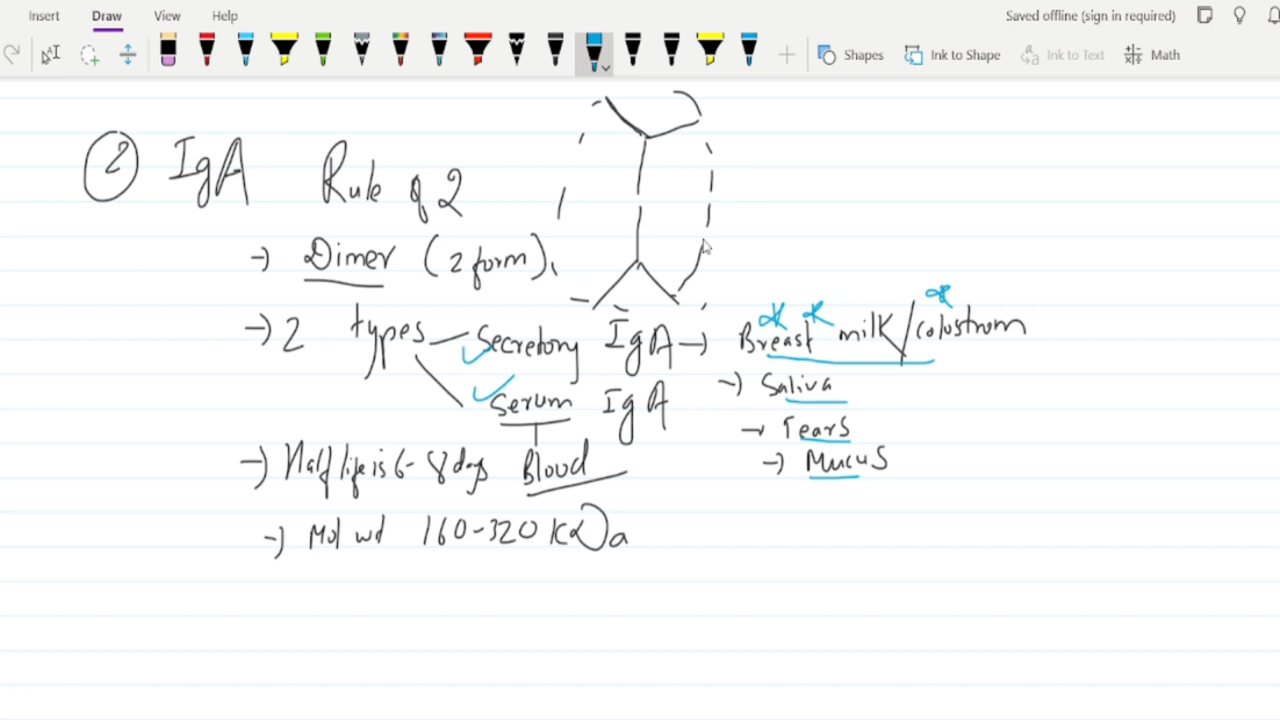 Insert Draw View Help Saved offline (sign in required)
Shapes Ink to Shape Ink to Text Math
② IgA Rule of 2
→ Dimer (2 form)
→ 2 types Secretory IgA → Breast milk/colostrom
Serum IgA → Saliva
→ Tears
→ Half life is 6-8 days Blood → Mucus
→ Mol wd 160-320 KDa